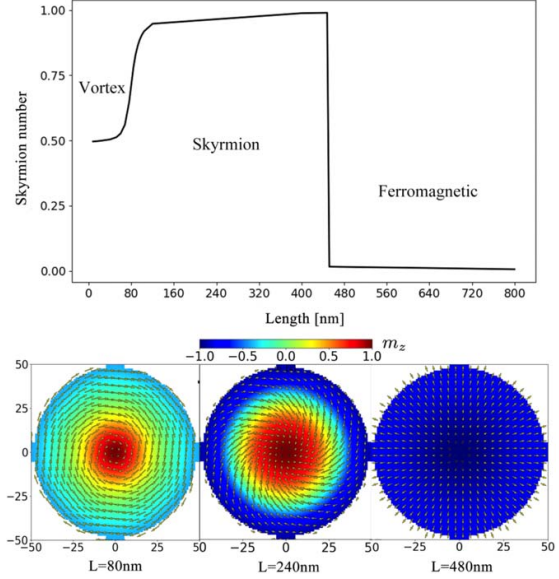 1.00
0.75
0.50
0.25
0.00
Skyrmion number
Vortex
Skyrmion
Ferromagnetic
0 80 160 240 320 400 480 560 640 720 800
Length [nm]
−1.0 −0.5 0.0 0.5 1.0 m_z
50
25
0
−25
−50
−50 −25 0 25 50 −25 0 25 50 −25 0 25 50
L=80nm L=240nm L=480nm